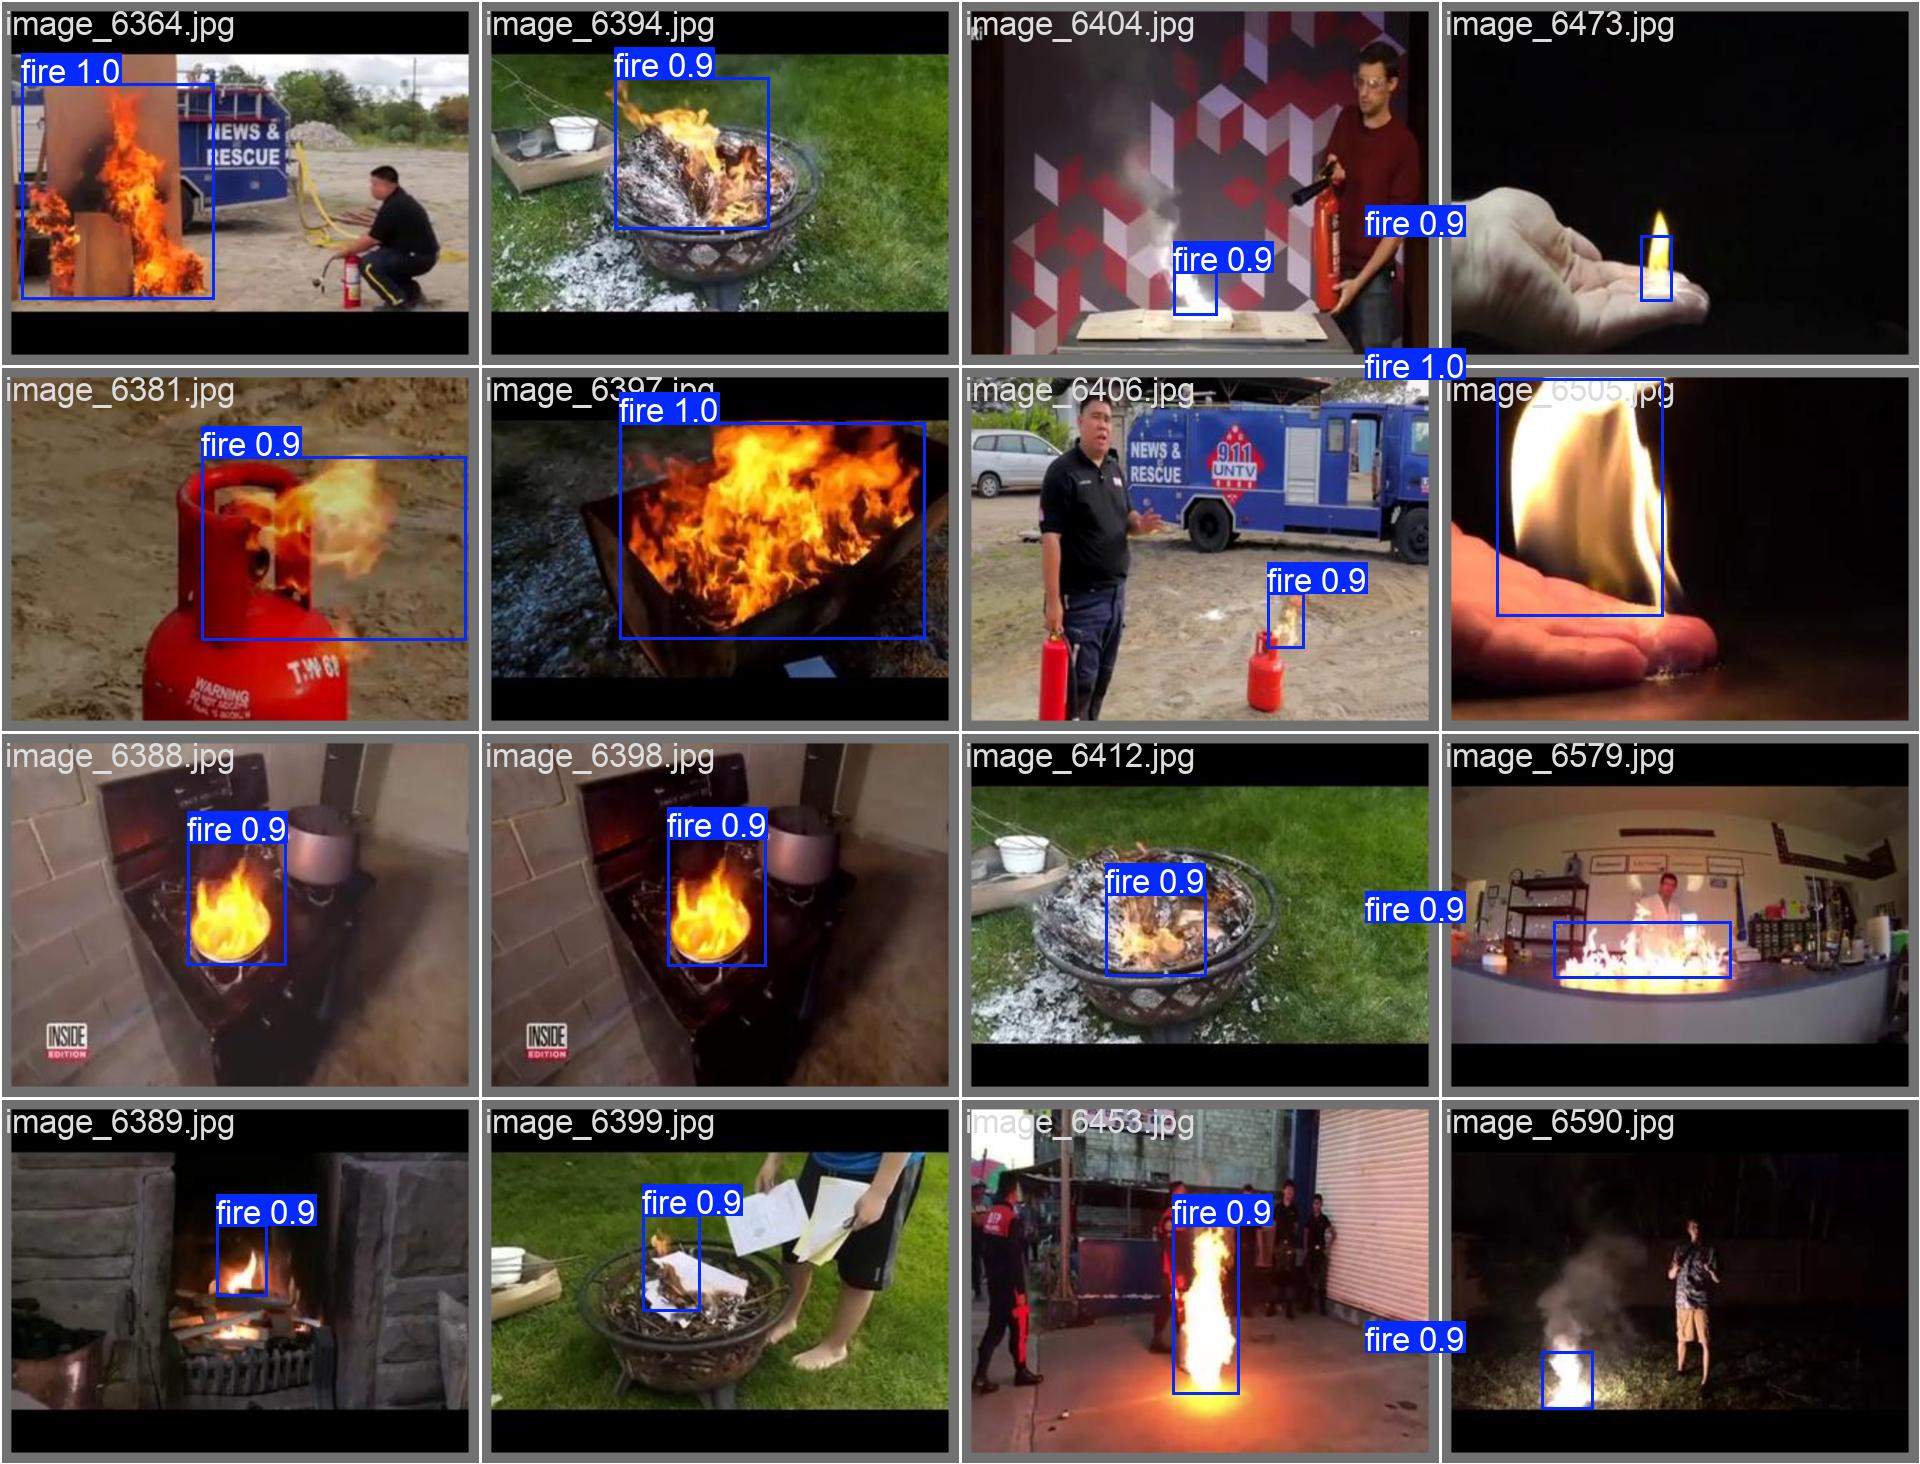 image_6364.jpg
fire 1.0
NEWS &
RESCUE
image_6394.jpg
fire 0.9
image_6404.jpg
fire 0.9
image_6473.jpg
fire 0.9
image_6381.jpg
fire 0.9
WARNING
T.W 68
image_6397.jpg
fire 1.0
image_6406.jpg
NEWS &
RESCUE
911
UNTV
fire 0.9
image_6505.jpg
fire 1.0
image_6388.jpg
fire 0.9
INSIDE
EDITION
image_6398.jpg
fire 0.9
INSIDE
EDITION
image_6412.jpg
fire 0.9
image_6579.jpg
fire 0.9
image_6389.jpg
fire 0.9
image_6399.jpg
fire 0.9
image_6453.jpg
fire 0.9
image_6590.jpg
fire 0.9